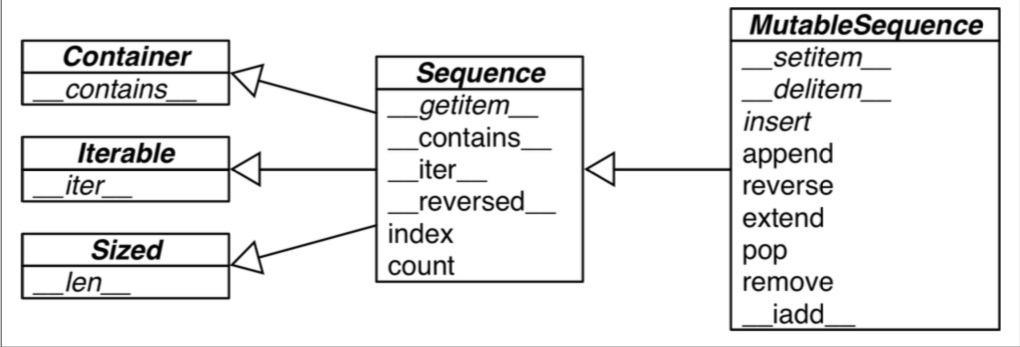 Container
__contains__
Iterable
__iter__
Sized
__len__
Sequence
__getitem__
__contains__
__iter__
__reversed__
index
count
MutableSequence
__setitem__
__delitem__
insert
append
reverse
extend
pop
remove
__iadd__